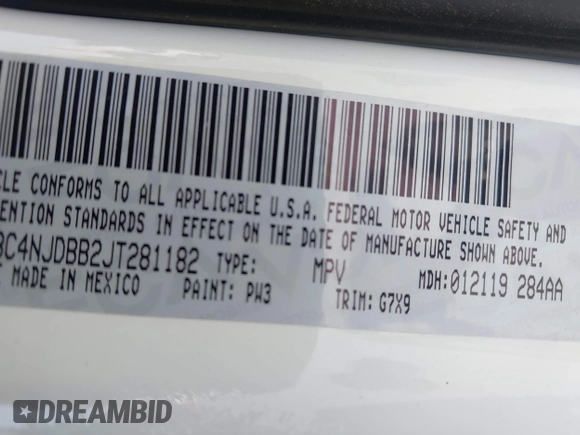 CLE CONFORMS TO ALL APPLICABLE U.S.A. FEDERAL MOTOR VEHICLE SAFETY AND
ENTION STANDARDS IN EFFECT ON THE DATE OF MANUFACTURE SHOWN ABOVE.
3C4NJDBB2JT281182 TYPE: MPV MDH: 012119 284AA
MADE IN MEXICO PAINT: PW3 TRIM: G7X9
DREAMBID